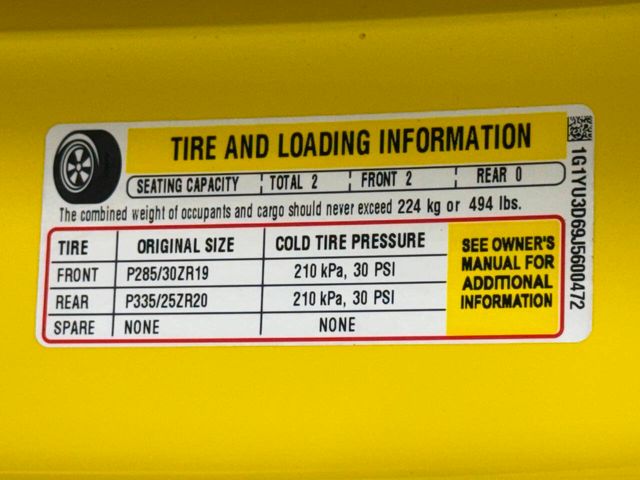 TIRE AND LOADING INFORMATION
SEATING CAPACITY TOTAL 2 FRONT 2 REAR 0
The combined weight of occupants and cargo should never exceed 224 kg or 494 lbs.
TIRE ORIGINAL SIZE COLD TIRE PRESSURE
FRONT P285/30ZR19 210 kPa, 30 PSI
REAR P335/25ZR20 210 kPa, 30 PSI
SPARE NONE NONE
SEE OWNER'S
MANUAL FOR
ADDITIONAL
INFORMATION
1G1YU3D69J5600472